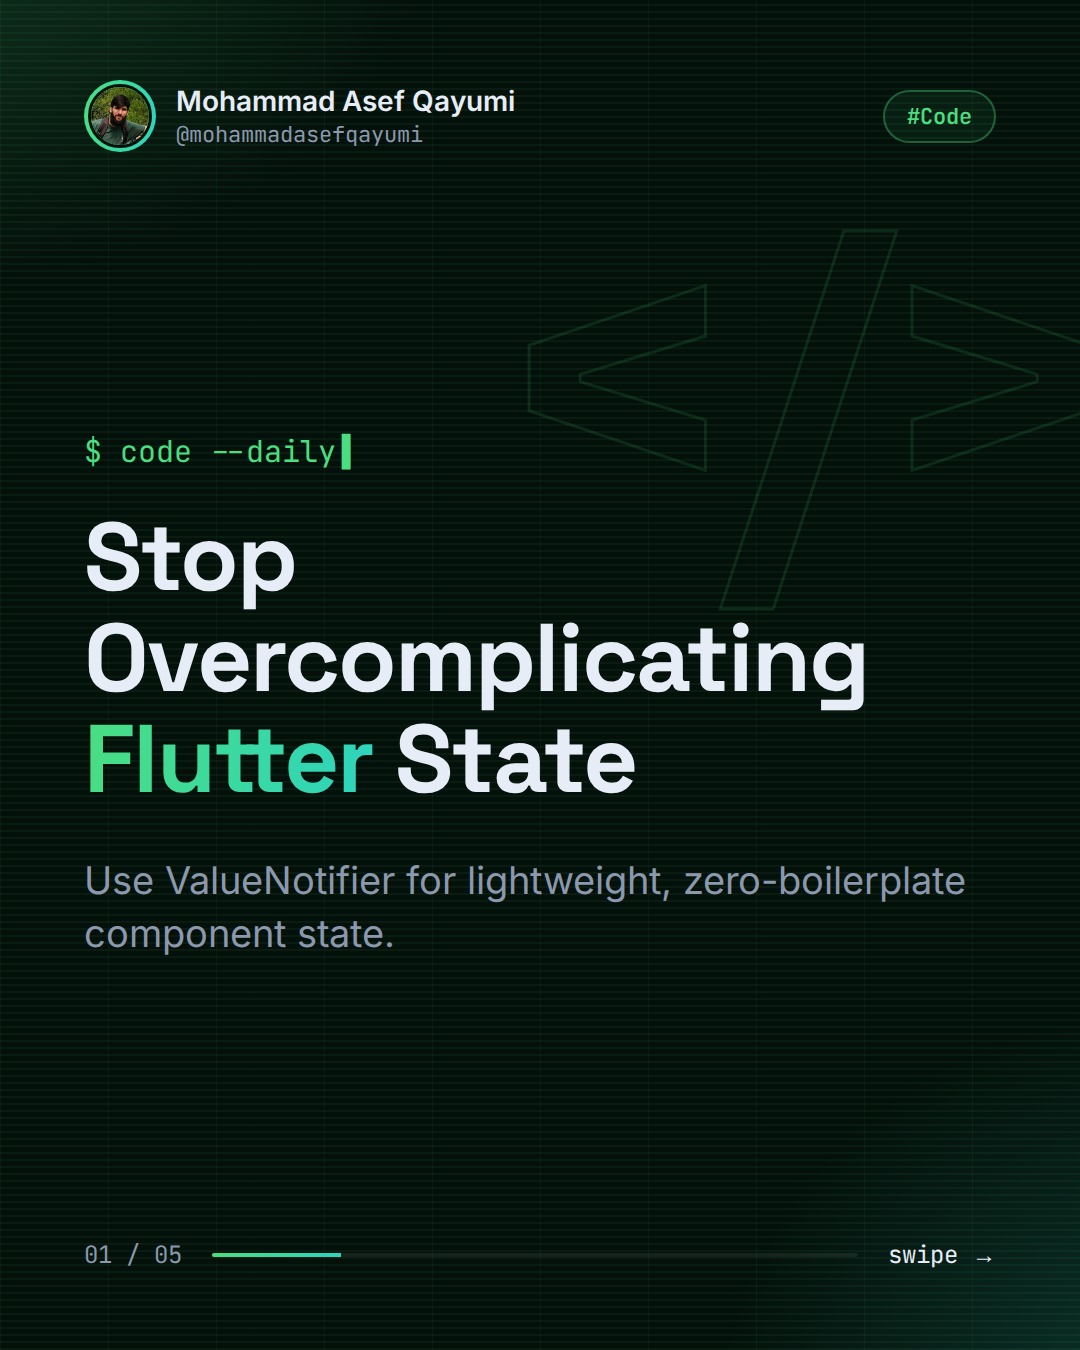 Mohammad Asef Qayumi
@mohammadasefqayumi
#Code
</>
$ code --daily
Stop
Overcomplicating
Flutter State
Use ValueNotifier for lightweight, zero-boilerplate
component state.
01 / 05
swipe →